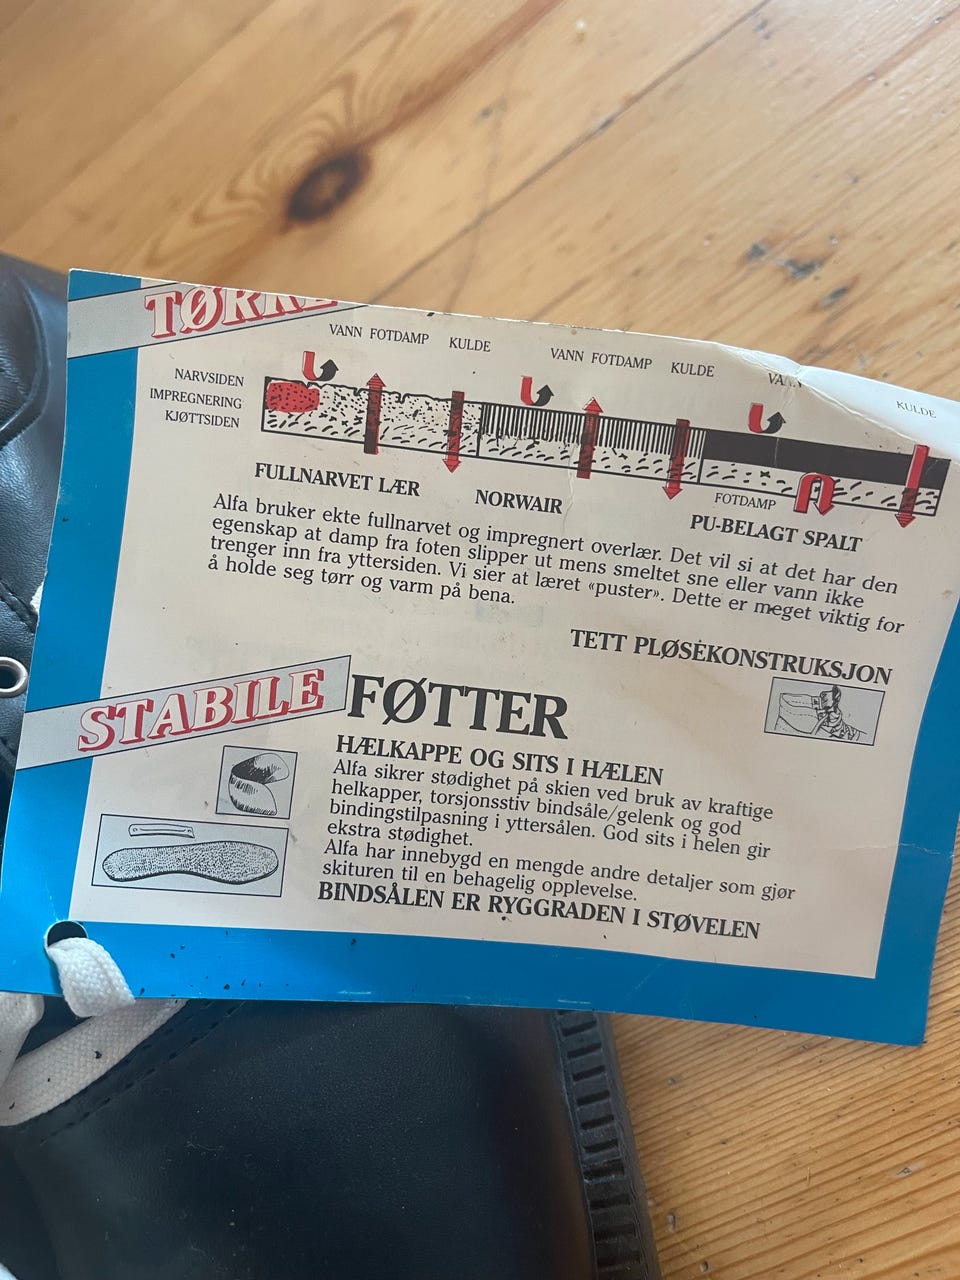 TØRRE
VANN FOTDAMP KULDE VANN FOTDAMP KULDE VANN KULDE
NARVSIDEN
IMPREGNERING
KJØTTSIDEN
FULLNARVET LÆR NORWAIR FOTDAMP PU-BELAGT SPALT
Alfa bruker ekte fullnarvet og impregnert overlær. Det vil si at det har den
egenskap at damp fra foten slipper ut mens smeltet sne eller vann ikke
trenger inn fra yttersiden. Vi sier at læret «puster». Dette er meget viktig for
å holde seg tørr og varm på bena.
TETT PLØSEKONSTRUKSJON
STABILE FØTTER
HÆLKAPPE OG SITS I HÆLEN
Alfa sikrer stødighet på skien ved bruk av kraftige
helkapper, torsjonsstiv bindsåle/gelenk og god
bindingstilpasning i yttersålen. God sits i helen gir
ekstra stødighet.
Alfa har innebygd en mengde andre detaljer som gjør
skituren til en behagelig opplevelse.
BINDSÅLEN ER RYGGRADEN I STØVELEN